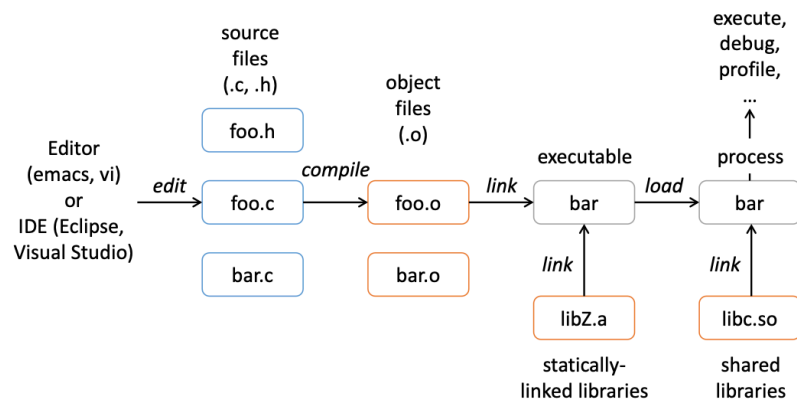 source
files
(.c, .h)
foo.h
foo.c
bar.c
Editor
(emacs, vi)
or
IDE (Eclipse,
Visual Studio)
edit
compile
object
files
(.o)
foo.o
bar.o
link
executable
bar
link
libZ.a
statically-
linked libraries
load
execute,
debug,
profile,
...
process
bar
link
libc.so
shared
libraries